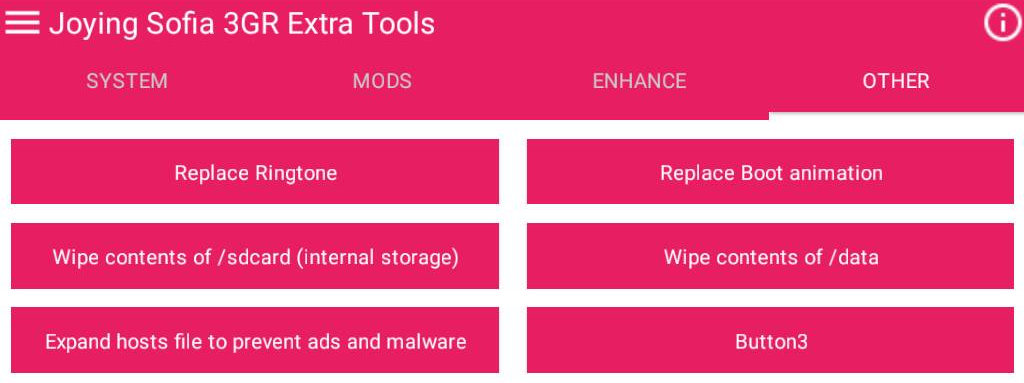 Joying Sofia 3GR Extra Tools
SYSTEM MODS ENHANCE OTHER
Replace Ringtone Replace Boot animation
Wipe contents of /sdcard (internal storage) Wipe contents of /data
Expand hosts file to prevent ads and malware Button3